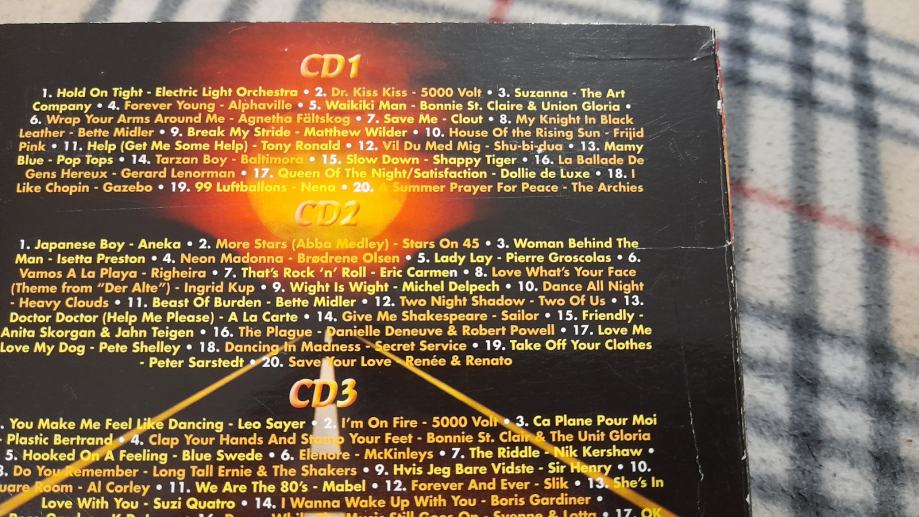 CD1
1. Hold On Tight - Electric Light Orchestra • 2. Dr. Kiss Kiss - 5000 Volt • 3. Suzanna - The Art
Company • 4. Forever Young - Alphaville • 5. Waikiki Man - Bonnie St. Claire & Union Gloria •
6. Wrap Your Arms Around Me - Agnetha Fältskog • 7. Save Me - Clout • 8. My Knight In Black
Leather - Bette Midler • 9. Break My Stride - Matthew Wilder • 10. House Of the Rising Sun - Frijid
Pink • 11. Help (Get Me Some Help) - Tony Ronald • 12. Vil Du Med Mig - Shu-bi-dua • 13. Mamy
Blue - Pop Tops • 14. Tarzan Boy - Baltimora • 15. Slow Down - Shappy Tiger • 16. La Ballade De
Gens Hereux - Gerard Lenorman • 17. Queen Of The Night/Satisfaction - Dollie de Luxe • 18. I
Like Chopin - Gazebo • 19. 99 Luftballons - Nena • 20. A Summer Prayer For Peace - The Archies
CD2
1. Japanese Boy - Aneka • 2. More Stars (Abba Medley) - Stars On 45 • 3. Woman Behind The
Man - Isetta Preston • 4. Neon Madonna - Brødrene Olsen • 5. Lady Lay - Pierre Groscolas • 6.
Vamos A La Playa - Righeira • 7. That's Rock 'n' Roll - Eric Carmen • 8. Love What's Your Face
(Theme from "Der Alte") - Ingrid Kup • 9. Wight Is Wight - Michel Delpech • 10. Dance All Night
- Heavy Clouds • 11. Beast Of Burden - Bette Midler • 12. Two Night Shadow - Two Of Us • 13.
Doctor Doctor (Help Me Please) - A La Carte • 14. Give Me Shakespeare - Sailor • 15. Friendly -
Anita Skorgan & Jahn Teigen • 16. The Plague - Danielle Deneuve & Robert Powell • 17. Love Me
Love My Dog - Pete Shelley • 18. Dancing In Madness - Secret Service • 19. Take Off Your Clothes
- Peter Sarstedt • 20. Save Your Love - Renée & Renato
CD3
. You Make Me Feel Like Dancing - Leo Sayer • 2. I'm On Fire - 5000 Volt • 3. Ca Plane Pour Moi
- Plastic Bertrand • 4. Clap Your Hands And Stamp Your Feet - Bonnie St. Clair & The Unit Gloria
5. Hooked On A Feeling - Blue Swede • 6. Elenore - McKinleys • 7. The Riddle - Nik Kershaw •
. Do You Remember - Long Tall Ernie & The Shakers • 9. Hvis Jeg Bare Vidste - Sir Henry • 10.
uare Room - Al Corley • 11. We Are The 80's - Mabel • 12. Forever And Ever - Slik • 13. She's In
Love With You - Suzi Quatro • 14. I Wanna Wake Up With You - Boris Gardiner •
The Music Still Goes On - Svenne & Lotta • 17. OK